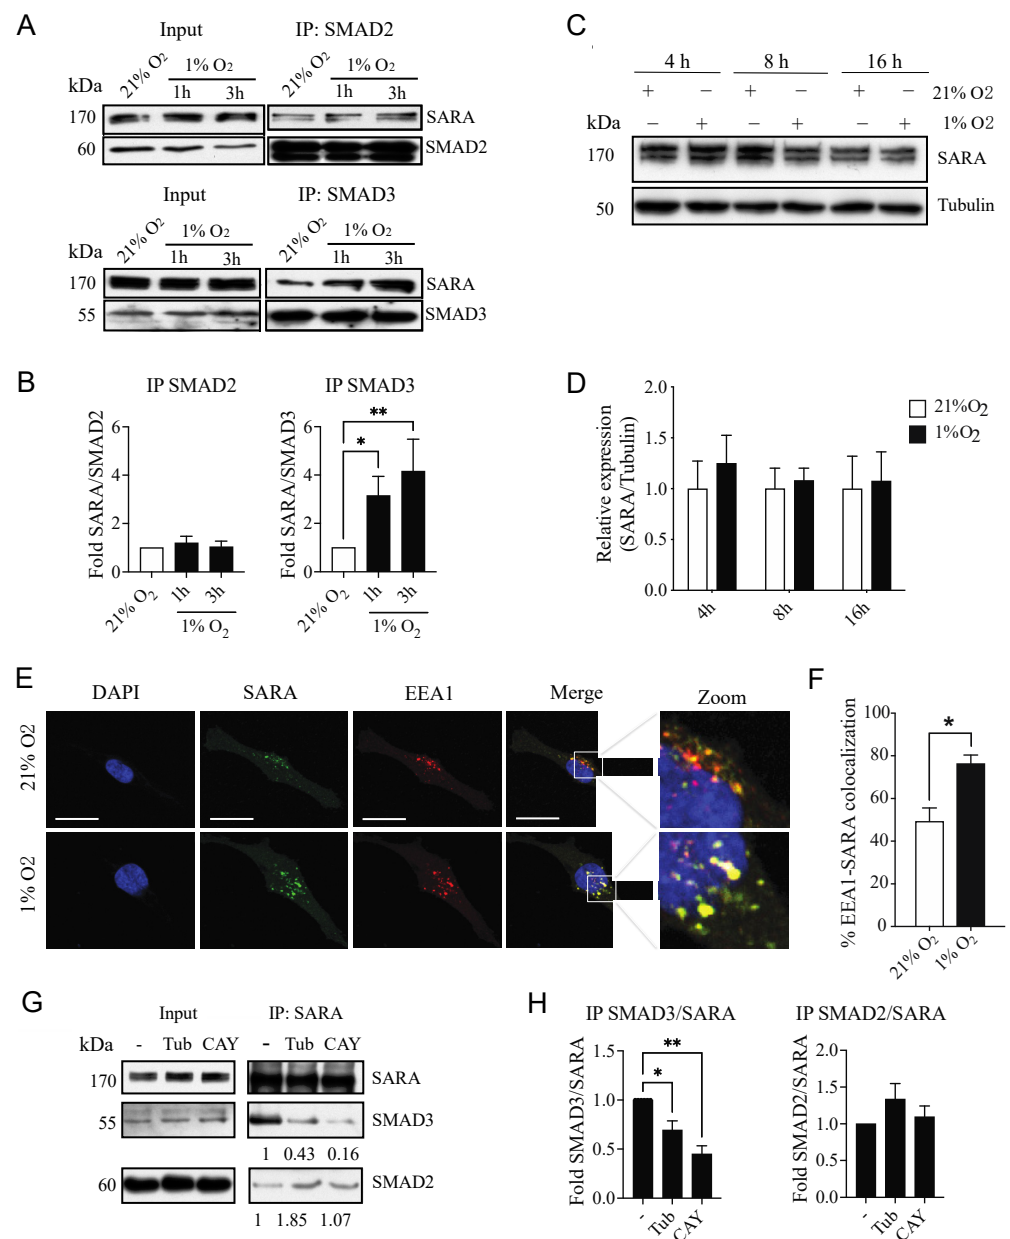 A
Input
IP: SMAD2
21% O2
1% O2
21% O2
1% O2
kDa
1h
3h
1h
3h
170
SARA
60
SMAD2
Input
IP: SMAD3
21% O2
1% O2
21% O2
1% O2
kDa
1h
3h
1h
3h
170
SARA
55
SMAD3
B
IP SMAD2
Fold SARA/SMAD2
6
4
2
0
21% O2
1h
3h
1% O2
IP SMAD3
Fold SARA/SMAD3
6
4
2
0
*
**
21% O2
1h
3h
1% O2
C
4 h
8 h
16 h
+ − + − + − 21% O2
− + − + − + 1% O2
kDa
170
SARA
50
Tubulin
D
Relative expression
(SARA/Tubulin)
2.0
1.5
1.0
0.5
0.0
4h
8h
16h
21%O2
1%O2
E
DAPI
SARA
EEA1
Merge
Zoom
21% O2
1% O2
F
% EEA1-SARA colocalization
100
80
60
40
20
0
*
21% O2
1% O2
G
Input
IP: SARA
kDa
- Tub CAY
- Tub CAY
170
SARA
55
SMAD3
1 0.43 0.16
60
SMAD2
1 1.85 1.07
H
IP SMAD3/SARA
Fold SMAD3/SARA
1.5
1.0
0.5
0.0
*
**
-
Tub
CAY
IP SMAD2/SARA
Fold SMAD2/SARA
2.0
1.5
1.0
0.5
0.0
-
Tub
CAY